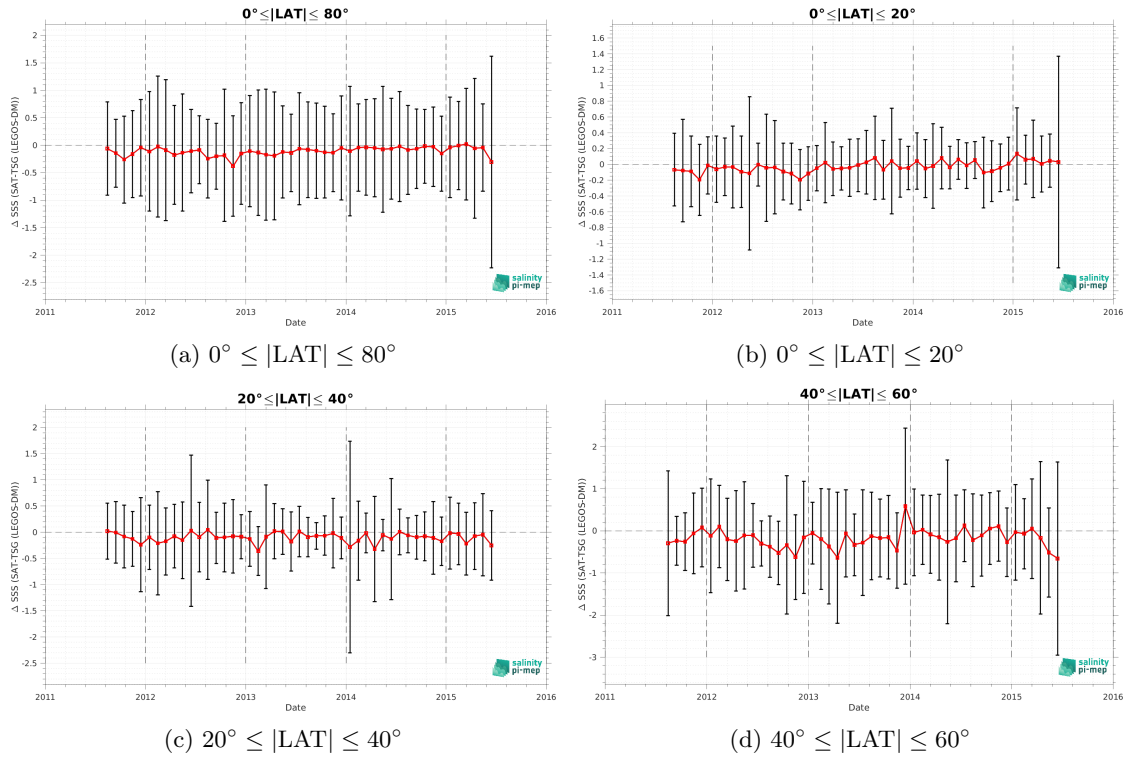 0°≤|LAT|≤ 80°
Δ SSS (SAT-TSG (LEGOS-DM))
2
1.5
1
0.5
0
-0.5
-1
-1.5
-2
-2.5
2011 2012 2013 2014 2015 2016
Date
salinity
pi-mep
(a) 0° ≤ |LAT| ≤ 80°
0°≤|LAT|≤ 20°
Δ SSS (SAT-TSG (LEGOS-DM))
1.6
1.4
1.2
1
0.8
0.6
0.4
0.2
0
-0.2
-0.4
-0.6
-0.8
-1
-1.2
-1.4
-1.6
2011 2012 2013 2014 2015 2016
Date
salinity
pi-mep
(b) 0° ≤ |LAT| ≤ 20°
20°≤|LAT|≤ 40°
Δ SSS (SAT-TSG (LEGOS-DM))
2
1.5
1
0.5
0
-0.5
-1
-1.5
-2
-2.5
2011 2012 2013 2014 2015 2016
Date
salinity
pi-mep
(c) 20° ≤ |LAT| ≤ 40°
40°≤|LAT|≤ 60°
Δ SSS (SAT-TSG (LEGOS-DM))
2
1
0
-1
-2
-3
2011 2012 2013 2014 2015 2016
Date
salinity
pi-mep
(d) 40° ≤ |LAT| ≤ 60°